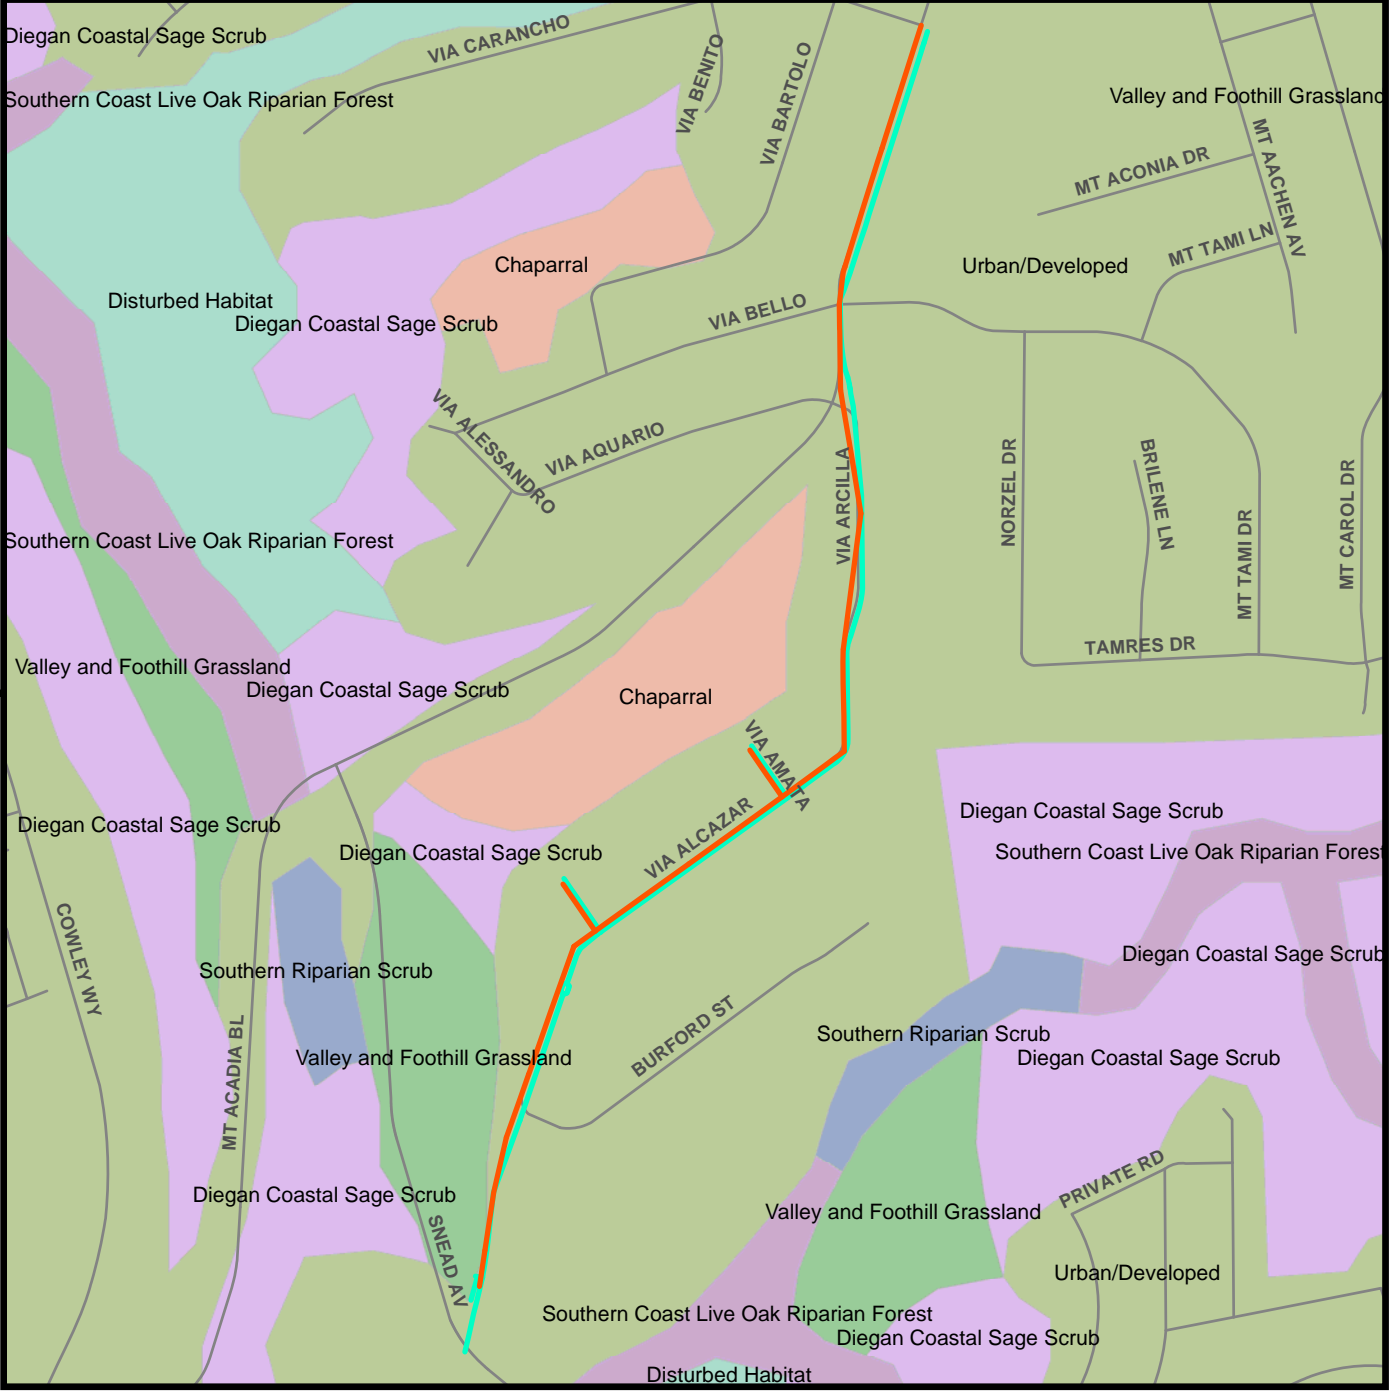 VIA CARANCHO
Diegan Coastal Sage Scrub
VIA BENITO
VIA BARTOLO
Southern Coast Live Oak Riparian Forest
Valley and Foothill Grassland
MT ACONIA DR
MT AACHEN AV
MT TAMI LN
Chaparral
Urban/Developed
Disturbed Habitat
Diegan Coastal Sage Scrub
VIA BELLO
VIA ALESSANDRO
VIA AQUARIO
VIA ARCILLA
NORZEL DR
BRILENE LN
MT TAMI DR
MT CAROL DR
Southern Coast Live Oak Riparian Forest
TAMRES DR
Valley and Foothill Grassland
Diegan Coastal Sage Scrub
Chaparral
VIA AMATA
Diegan Coastal Sage Scrub
Diegan Coastal Sage Scrub
VIA ALCAZAR
Diegan Coastal Sage Scrub
Southern Coast Live Oak Riparian Forest
COWLEY WY
Southern Riparian Scrub
Diegan Coastal Sage Scrub
BURFORD ST
Southern Riparian Scrub
MT ACADIA BL
Valley and Foothill Grassland
Diegan Coastal Sage Scrub
PRIVATE RD
Diegan Coastal Sage Scrub
Valley and Foothill Grassland
SNEAD AV
Urban/Developed
Southern Coast Live Oak Riparian Forest
Diegan Coastal Sage Scrub
Disturbed Habitat